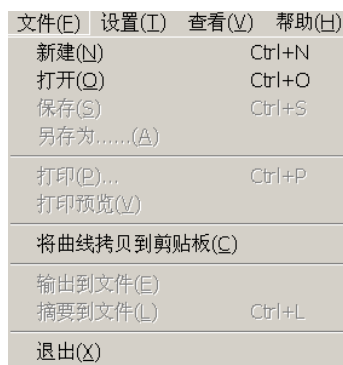 文件(F) 设置(T) 查看(V) 帮助(H)
新建(N) Ctrl+N
打开(O) Ctrl+O
保存(S) Ctrl+S
另存为......(A)
打印(P)... Ctrl+P
打印预览(V)
将曲线拷贝到剪贴板(C)
输出到文件(E)
摘要到文件(L) Ctrl+L
退出(X)